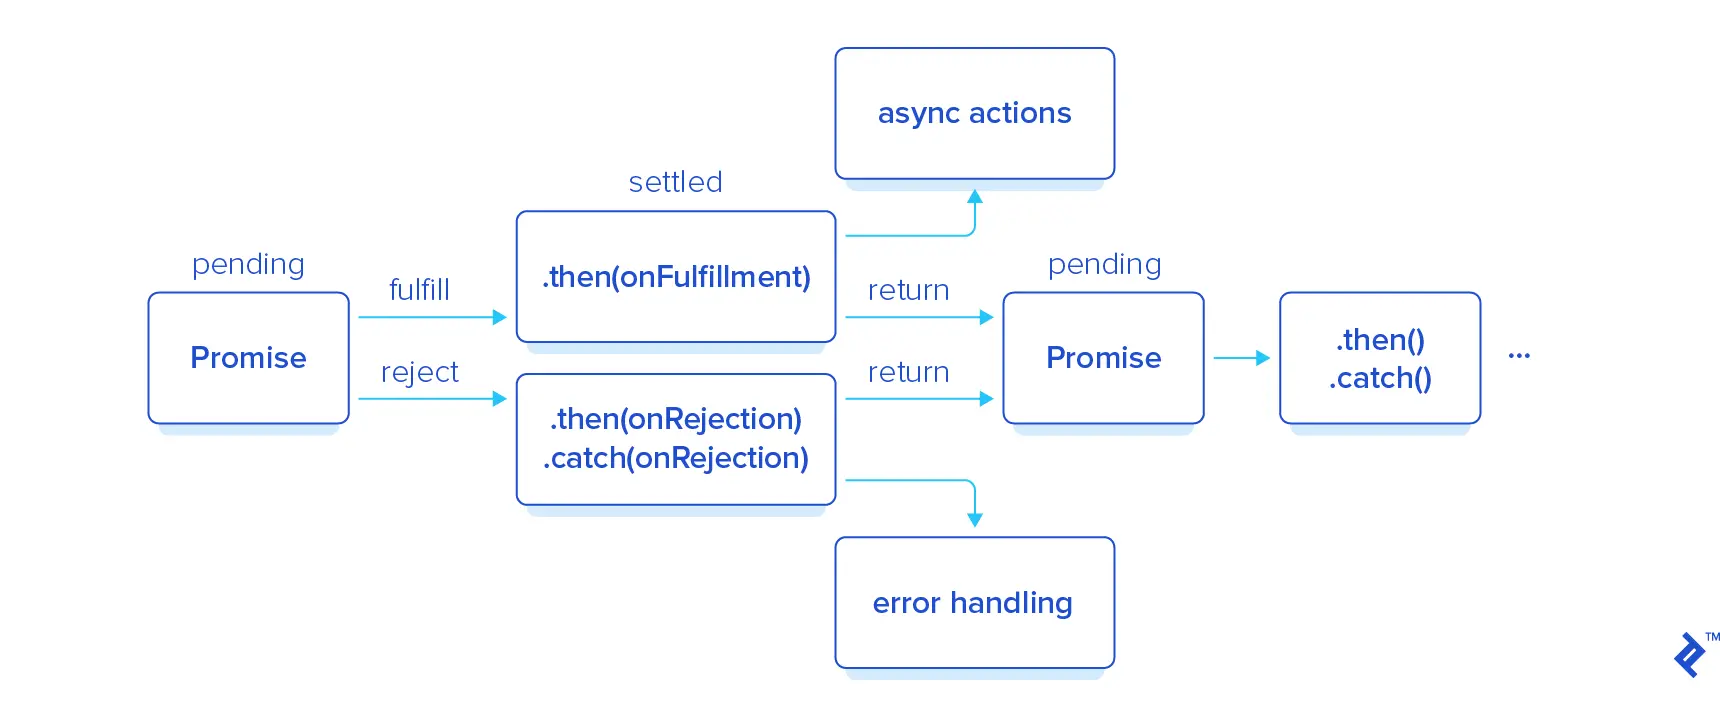 async actions
settled
pending
fulfill
.then(onFulfillment)
return
pending
Promise
reject
.then(onRejection)
.catch(onRejection)
return
Promise
.then()
.catch()
...
error handling
TM